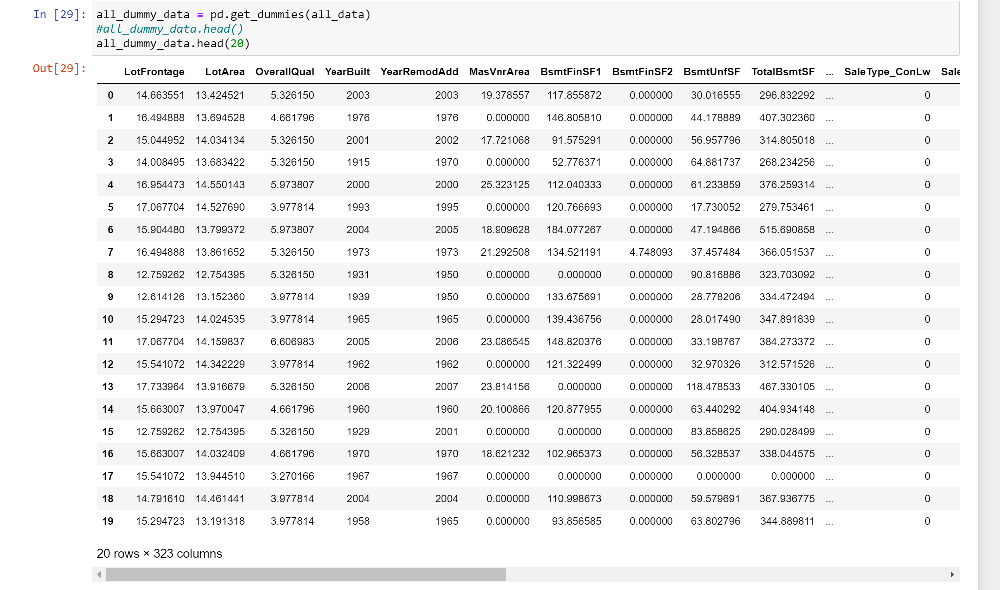 In [29]: all_dummy_data = pd.get_dummies(all_data)
#all_dummy_data.head()
all_dummy_data.head(20)
Out[29]:
LotFrontage LotArea OverallQual YearBuilt YearRemodAdd MasVnrArea BsmtFinSF1 BsmtFinSF2 BsmtUnfSF TotalBsmtSF ... SaleType_ConLw Sale
0 14.663551 13.424521 5.326150 2003 2003 19.378557 117.855872 0.000000 30.016555 296.832292 ... 0
1 16.494888 13.694528 4.661796 1976 1976 0.000000 146.805810 0.000000 44.178889 407.302360 ... 0
2 15.044952 14.034134 5.326150 2001 2002 17.721068 91.575291 0.000000 56.957796 314.805018 ... 0
3 14.008495 13.683422 5.326150 1915 1970 0.000000 52.776371 0.000000 64.881737 268.234256 ... 0
4 16.954473 14.550143 5.973807 2000 2000 25.323125 112.040333 0.000000 61.233859 376.259314 ... 0
5 17.067704 14.527690 3.977814 1993 1995 0.000000 120.766693 0.000000 17.730052 279.753461 ... 0
6 15.904480 13.799372 5.973807 2004 2005 18.909628 184.077267 0.000000 47.194866 515.690858 ... 0
7 16.494888 13.861652 5.326150 1973 1973 21.292508 134.521191 4.748093 37.457484 366.051537 ... 0
8 12.759262 12.754395 5.326150 1931 1950 0.000000 0.000000 0.000000 90.816886 323.703092 ... 0
9 12.614126 13.152360 3.977814 1939 1950 0.000000 133.675691 0.000000 28.778206 334.472494 ... 0
10 15.294723 14.024535 3.977814 1965 1965 0.000000 139.436756 0.000000 28.017490 347.891839 ... 0
11 17.067704 14.159837 6.606983 2005 2006 23.086545 148.820376 0.000000 33.198767 384.273372 ... 0
12 15.541072 14.342229 3.977814 1962 1962 0.000000 121.322499 0.000000 32.970326 312.571526 ... 0
13 17.733964 13.916679 5.326150 2006 2007 23.814156 0.000000 0.000000 118.478533 467.330105 ... 0
14 15.663007 13.970047 4.661796 1960 1960 20.100866 120.877955 0.000000 63.440292 404.934148 ... 0
15 12.759262 12.754395 5.326150 1929 2001 0.000000 0.000000 0.000000 83.858625 290.028499 ... 0
16 15.663007 14.032409 4.661796 1970 1970 18.621232 102.965373 0.000000 56.328537 338.044575 ... 0
17 15.541072 13.944510 3.270166 1967 1967 0.000000 0.000000 0.000000 0.000000 0.000000 ... 0
18 14.791610 14.461441 3.977814 2004 2004 0.000000 110.998673 0.000000 59.579691 367.936775 ... 0
19 15.294723 13.191318 3.977814 1958 1965 0.000000 93.856585 0.000000 63.802796 344.889811 ... 0
20 rows × 323 columns